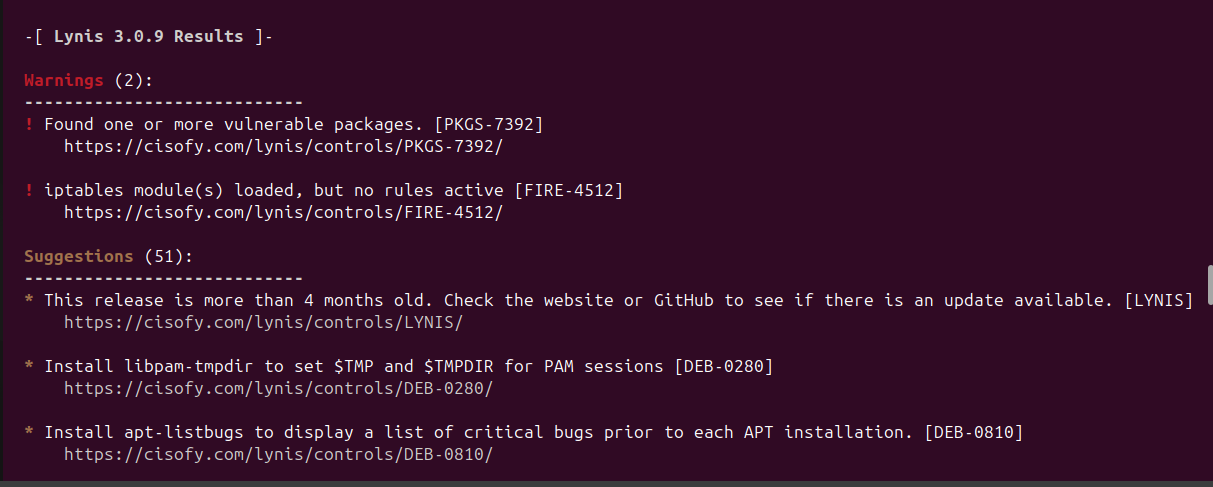 -[ Lynis 3.0.9 Results ]-
Warnings (2):
----------------------------
! Found one or more vulnerable packages. [PKGS-7392]
https://cisofy.com/lynis/controls/PKGS-7392/
! iptables module(s) loaded, but no rules active [FIRE-4512]
https://cisofy.com/lynis/controls/FIRE-4512/
Suggestions (51):
----------------------------
* This release is more than 4 months old. Check the website or GitHub to see if there is an update available. [LYNIS]
https://cisofy.com/lynis/controls/LYNIS/
* Install libpam-tmpdir to set $TMP and $TMPDIR for PAM sessions [DEB-0280]
https://cisofy.com/lynis/controls/DEB-0280/
* Install apt-listbugs to display a list of critical bugs prior to each APT installation. [DEB-0810]
https://cisofy.com/lynis/controls/DEB-0810/